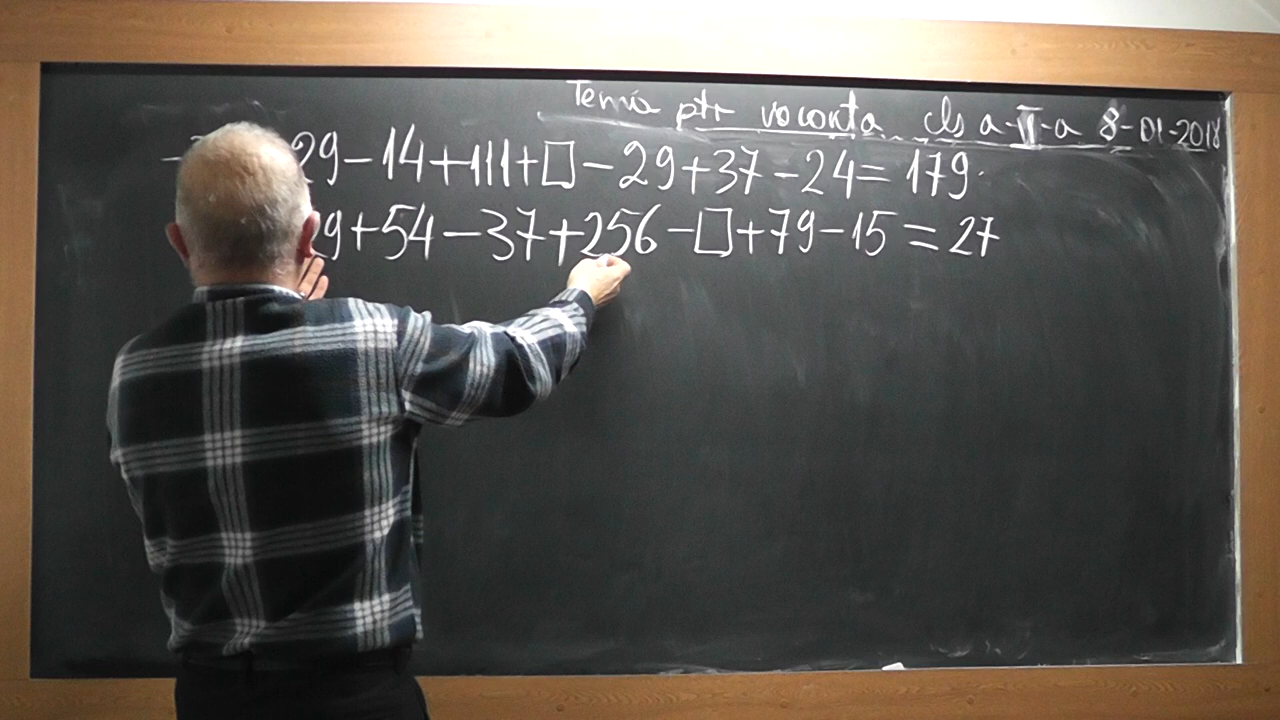 Temă ptr vacanta cls a-II-a 8-01-2018
29-14+111+□-29+37-24=179
9+54-37+256-□+79-15=27